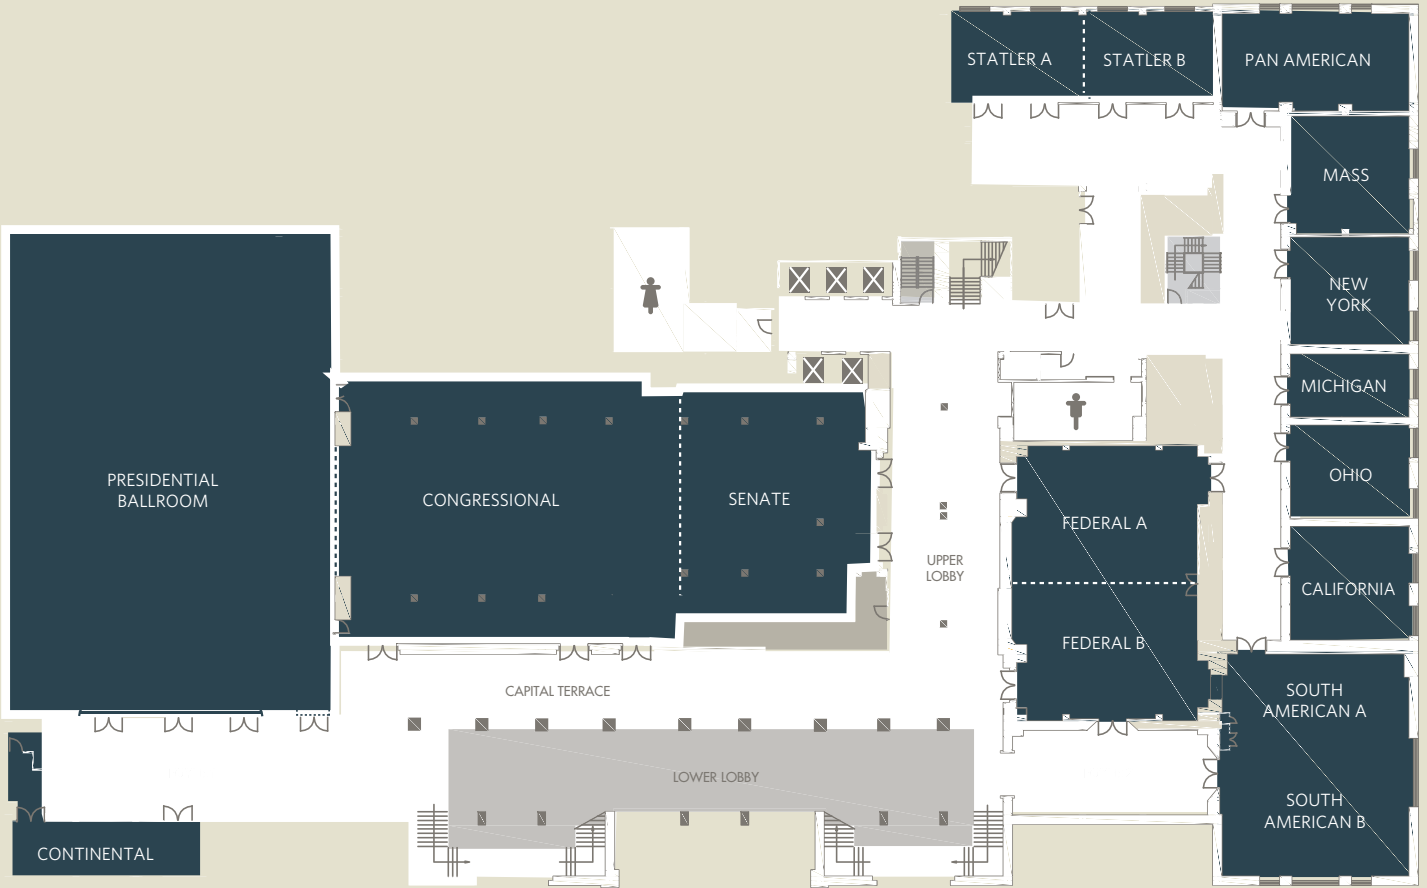 STATLER A
STATLER B
PAN AMERICAN
MASS
NEW
YORK
MICHIGAN
OHIO
CALIFORNIA
PRESIDENTIAL
BALLROOM
CONGRESSIONAL
SENATE
UPPER
LOBBY
FEDERAL A
FEDERAL B
CAPITAL TERRACE
SOUTH
AMERICAN A
LOWER LOBBY
SOUTH
AMERICAN B
CONTINENTAL